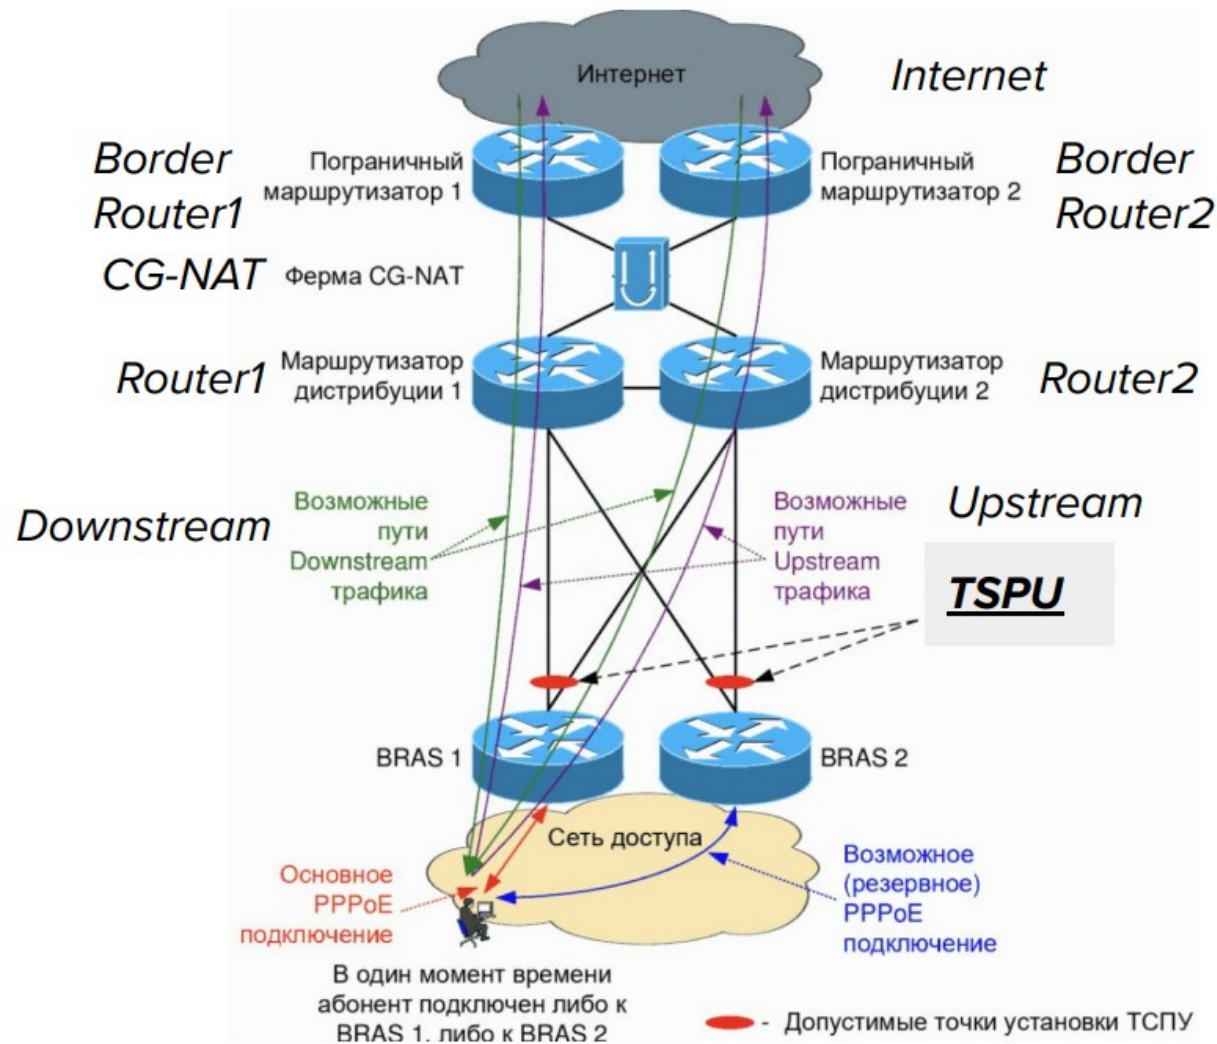 Интернет
Internet
Border
Router1
Пограничный
маршрутизатор 1
Пограничный
маршрутизатор 2
Border
Router2
CG-NAT
Ферма CG-NAT
Router1
Маршрутизатор
дистрибуции 1
Маршрутизатор
дистрибуции 2
Router2
Downstream
Возможные
пути
Downstream
трафика
Возможные
пути
Upstream
трафика
Upstream
TSPU
BRAS 1
BRAS 2
Сеть доступа
Основное
PPPoE
подключение
Возможное
(резервное)
PPPoE
подключение
В один момент времени
абонент подключен либо к
BRAS 1, либо к BRAS 2
- Допустимые точки установки ТСПУ